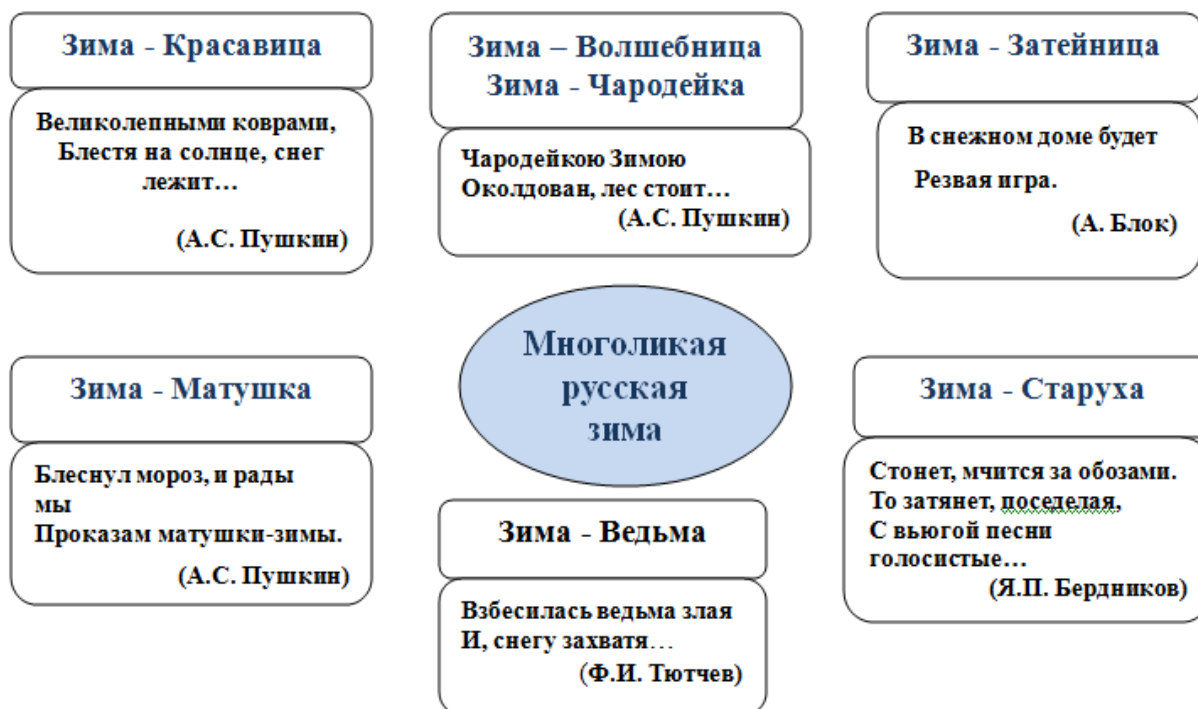 Зима - Красавица
Великолепными коврами,
Блестя на солнце, снег
лежит…
(А.С. Пушкин)
Зима – Волшебница
Зима - Чародейка
Чародейкою Зимою
Околдован, лес стоит…
(А.С. Пушкин)
Зима - Затейница
В снежном доме будет
Резвая игра.
(А. Блок)
Зима - Матушка
Блеснул мороз, и рады
мы
Проказам матушки-зимы.
(А.С. Пушкин)
Многоликая
русская
зима
Зима - Старуха
Стонет, мчится за обозами.
То затянет, поседелая,
С вьюгой песни
голосистые…
(Я.П. Бердников)
Зима - Ведьма
Взбесилась ведьма злая
И, снегу захватя…
(Ф.И. Тютчев)